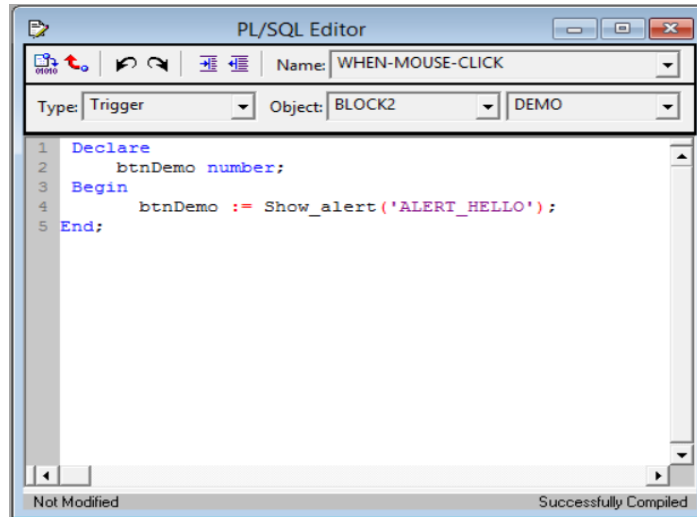 PL/SQL Editor
Name: WHEN-MOUSE-CLICK
Type: Trigger Object: BLOCK2 DEMO
1 Declare
2 btnDemo number;
3 Begin
4 btnDemo := Show_alert('ALERT_HELLO');
5 End;
Not Modified Successfully Compiled